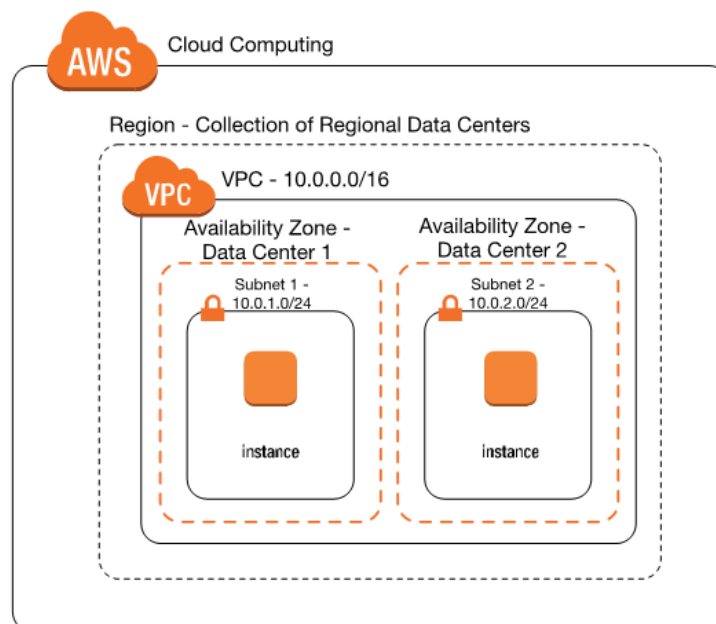 AWS
Cloud Computing
Region - Collection of Regional Data Centers
VPC
VPC - 10.0.0.0/16
Availability Zone -
Data Center 1
Availability Zone -
Data Center 2
Subnet 1 -
10.0.1.0/24
Subnet 2 -
10.0.2.0/24
instance
instance